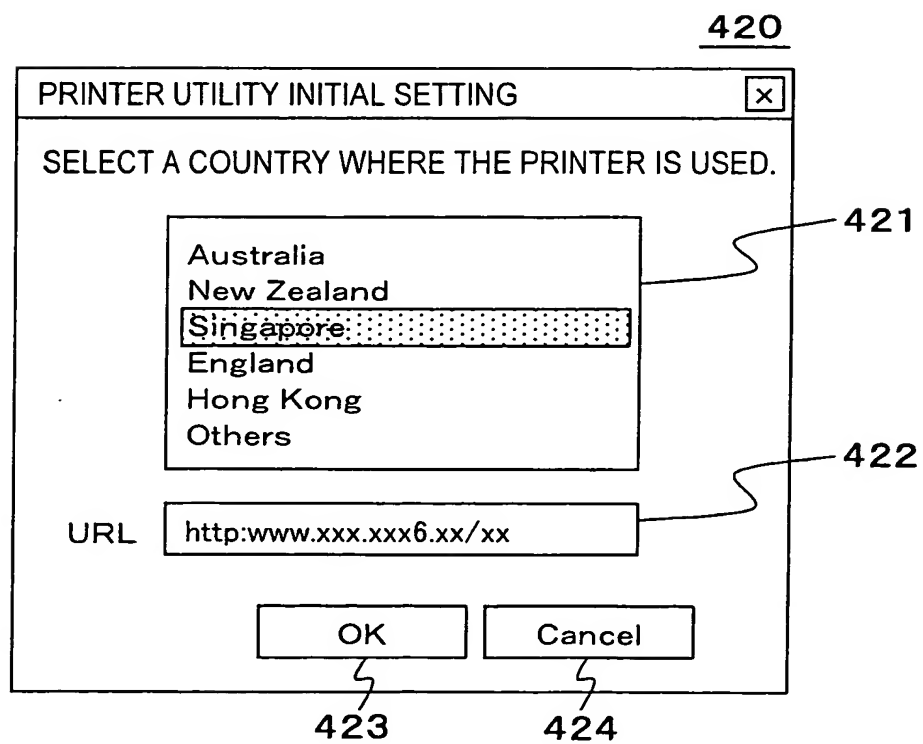 420
PRINTER UTILITY INITIAL SETTING
SELECT A COUNTRY WHERE THE PRINTER IS USED.
421
Australia
New Zealand
Singapore
England
Hong Kong
Others
422
URL http:www.xxx.xxx6.xx/xx
OK Cancel
423 424